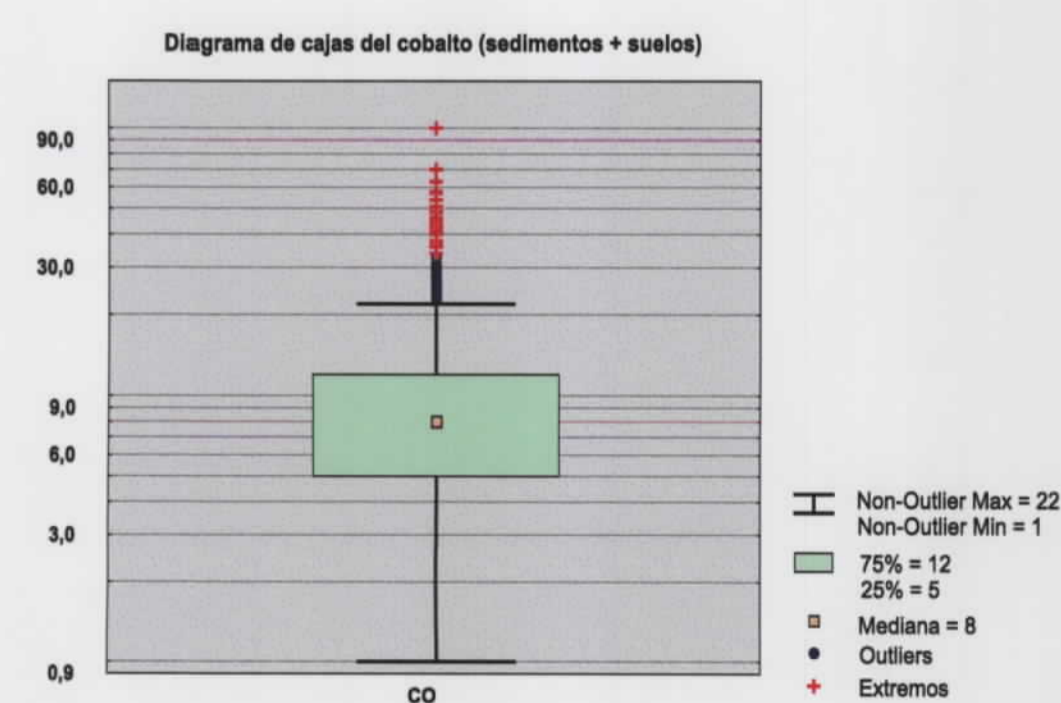 Diagrama de cajas del cobalto (sedimentos + suelos)
90,0
60,0
30,0
9,0
6,0
3,0
0,9
CO
Non-Outlier Max = 22
Non-Outlier Min = 1
75% = 12
25% = 5
Mediana = 8
Outliers
Extremos